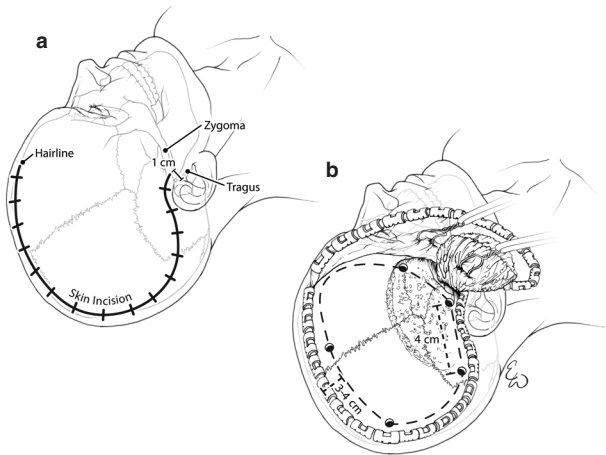 a
Zygoma
Hairline
1 cm
Tragus
Skin Incision
b
4 cm
3-4 cm